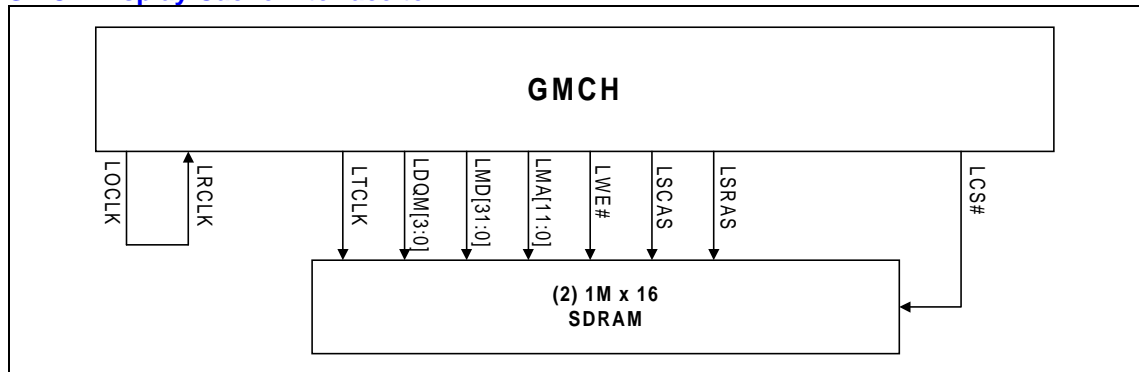 GMCH
LOCLK
LRCLK
LTCLK
LDQM[3:0]
LMD[31:0]
LMA[11:0]
LWE#
LSCAS
LSRAS
LCS#
(2) 1M x 16
SDRAM